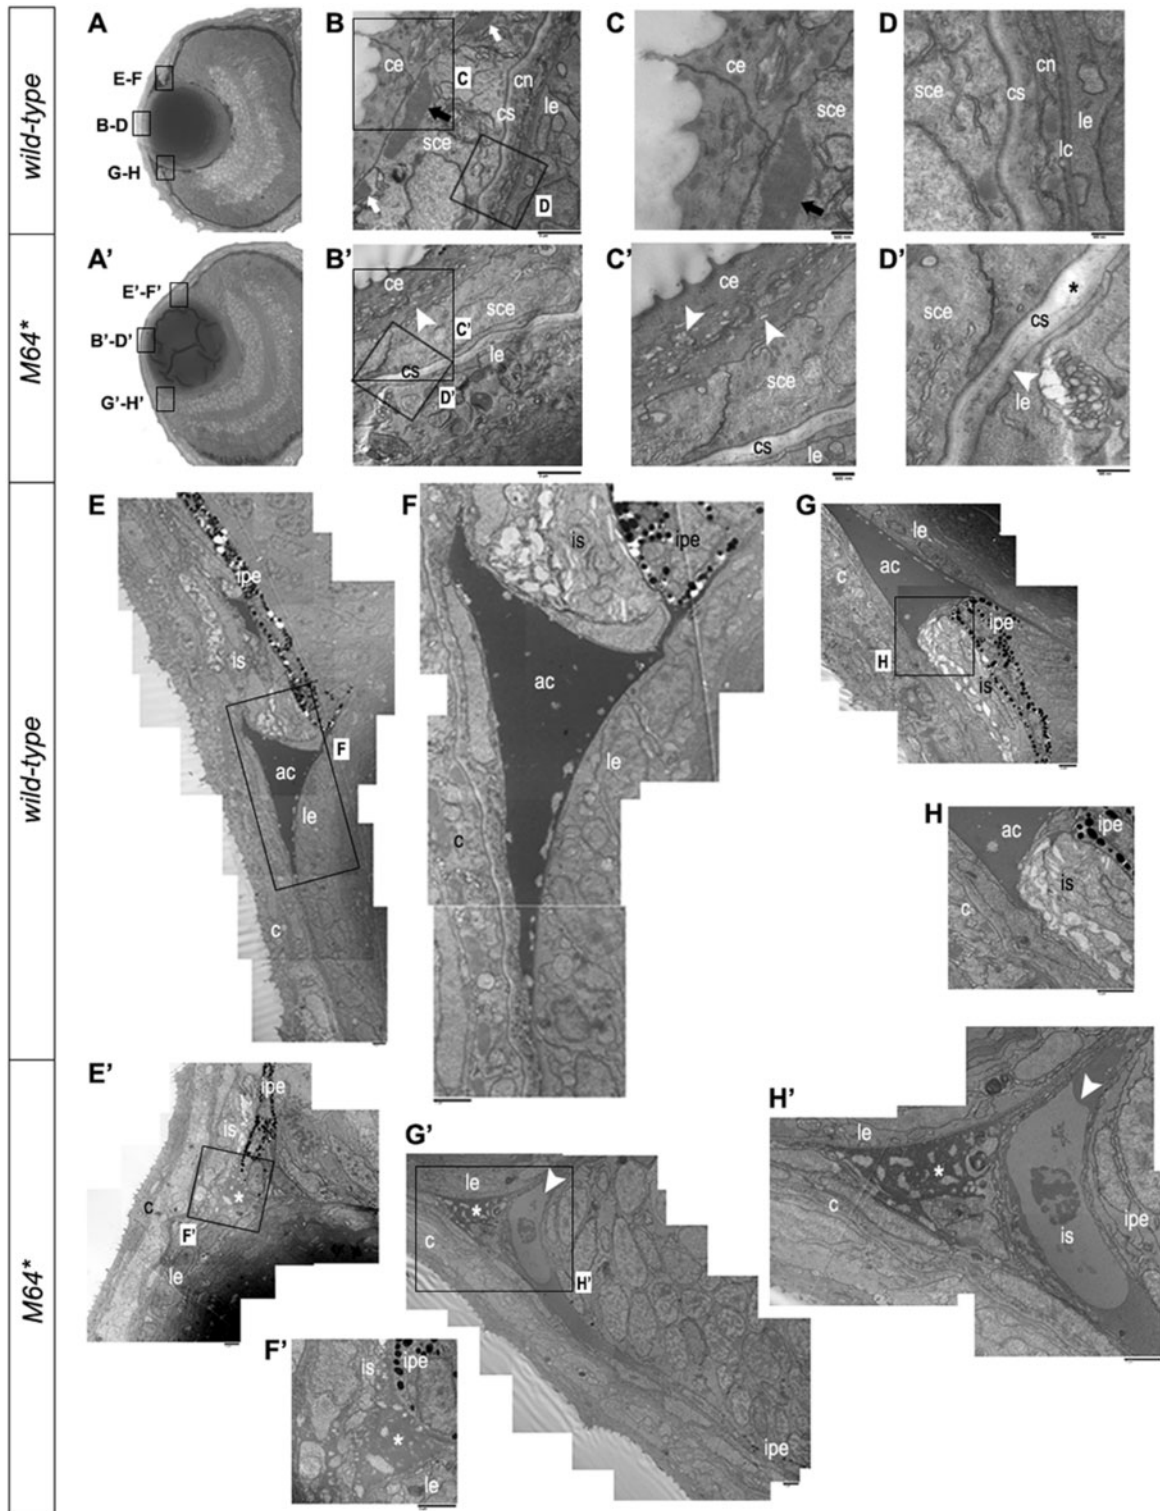 wild-type
A
E-F
B-D
G-H
B
ce
C
cn
cs
le
sce
D
C
ce
sce
D
cn
sce
cs
le
lc
M64*
A'
E'-F'
B'-D'
G'-H'
B'
ce
sce
C'
le
cs
D'
C'
ce
sce
cs
le
D'
*
sce
cs
le
wild-type
E
ipe
is
F
ac
le
c
F
is
ipe
ac
le
c
G
le
ac
c
ipe
H
is
H
ac
ipe
is
c
M64*
E'
ipe
is
*
c
F'
le
F'
is
ipe
*
le
G'
le
*
c
H'
ipe
H'
le
*
c
is
ipe